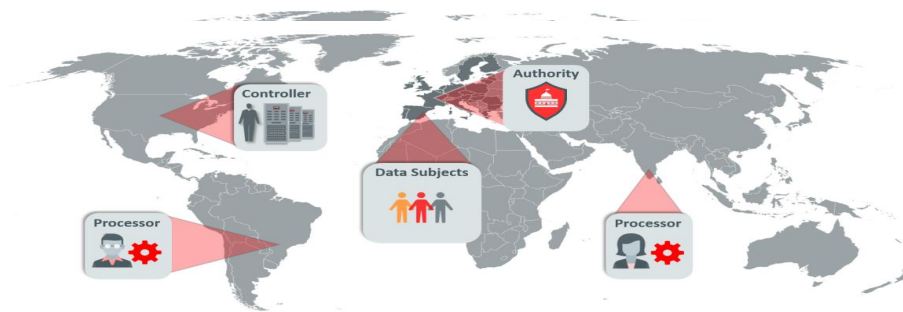 Authority
Controller
Data Subjects
Processor
Processor